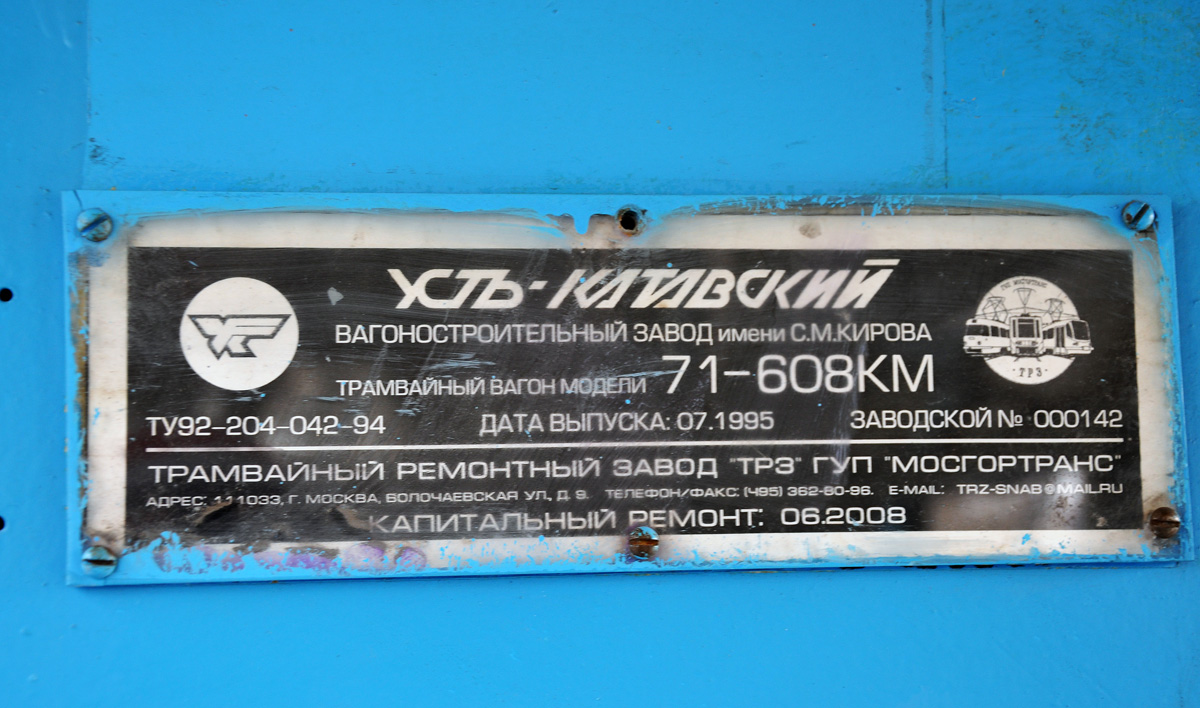 УСТЬ-КАТАВСКИЙ
ВАГОНОСТРОИТЕЛЬНЫЙ ЗАВОД имени С.М.КИРОВА
ТРАМВАЙНЫЙ ВАГОН МОДЕЛИ 71-608КМ
ТУ92-204-042-94 ДАТА ВЫПУСКА: 07.1995 ЗАВОДСКОЙ № 000142
ТРАМВАЙНЫЙ РЕМОНТНЫЙ ЗАВОД "ТРЗ" ГУП "МОСГОРТРАНС"
АДРЕС: 111033, Г. МОСКВА, ВОЛОЧАЕВСКАЯ УЛ., Д. 9. ТЕЛЕФОН/ФАКС: (495) 362-60-96. E-MAIL: TRZ-SNAB@MAIL.RU
КАПИТАЛЬНЫЙ РЕМОНТ: 06.2008
ГУП МОСГОРТРАНС
·ТРЗ·